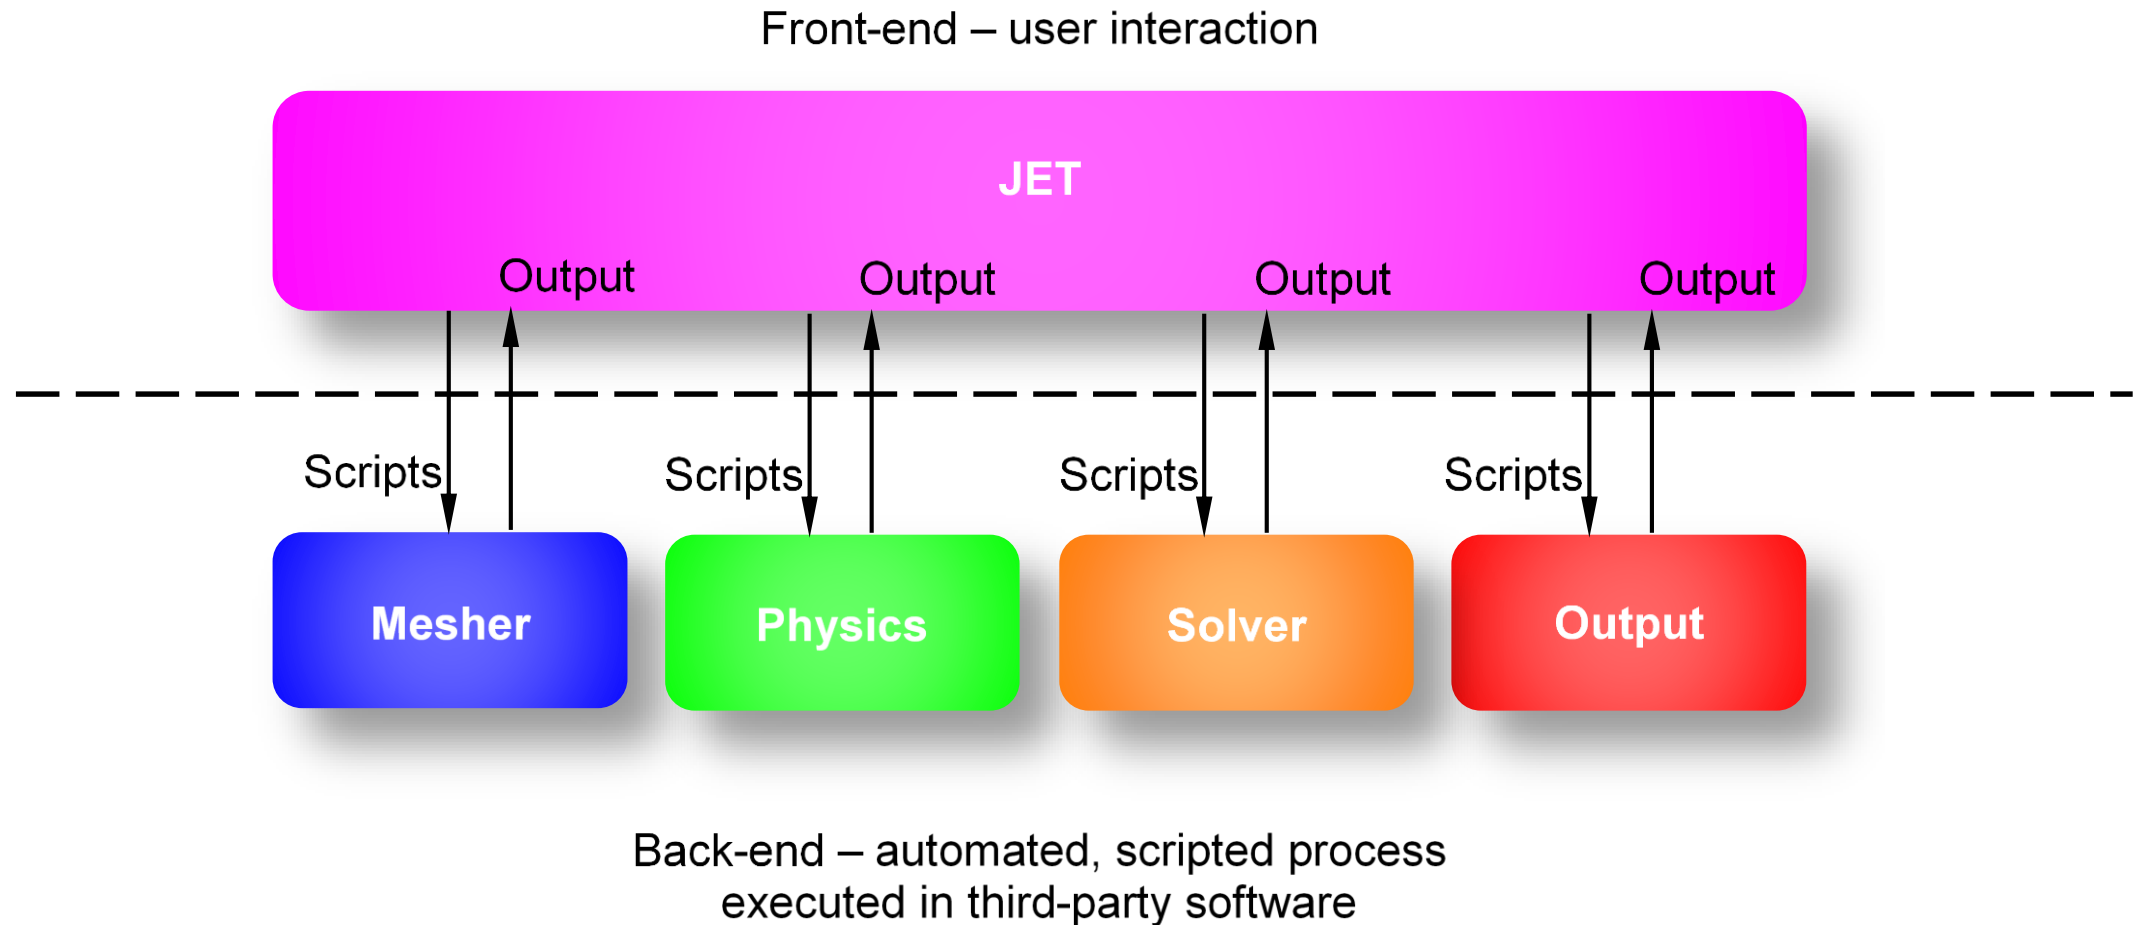 Front-end – user interaction
JET
Output
Output
Output
Output
Scripts
Scripts
Scripts
Scripts
Mesher
Physics
Solver
Output
Back-end – automated, scripted process
executed in third-party software